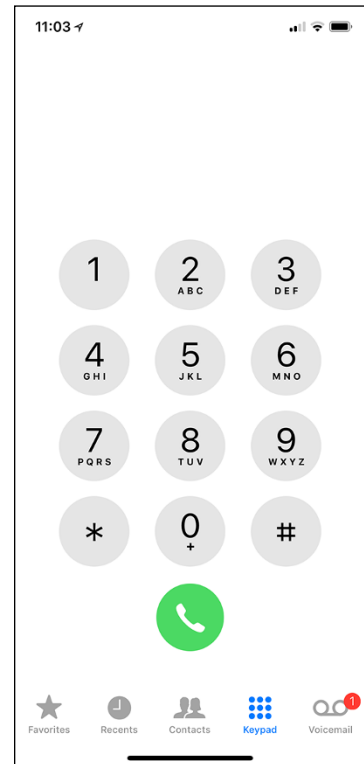 11:03
1
2
ABC
3
DEF
4
GHI
5
JKL
6
MNO
7
PQRS
8
TUV
9
WXYZ
*
0
+
#
1
Favorites
Recents
Contacts
Keypad
Voicemail